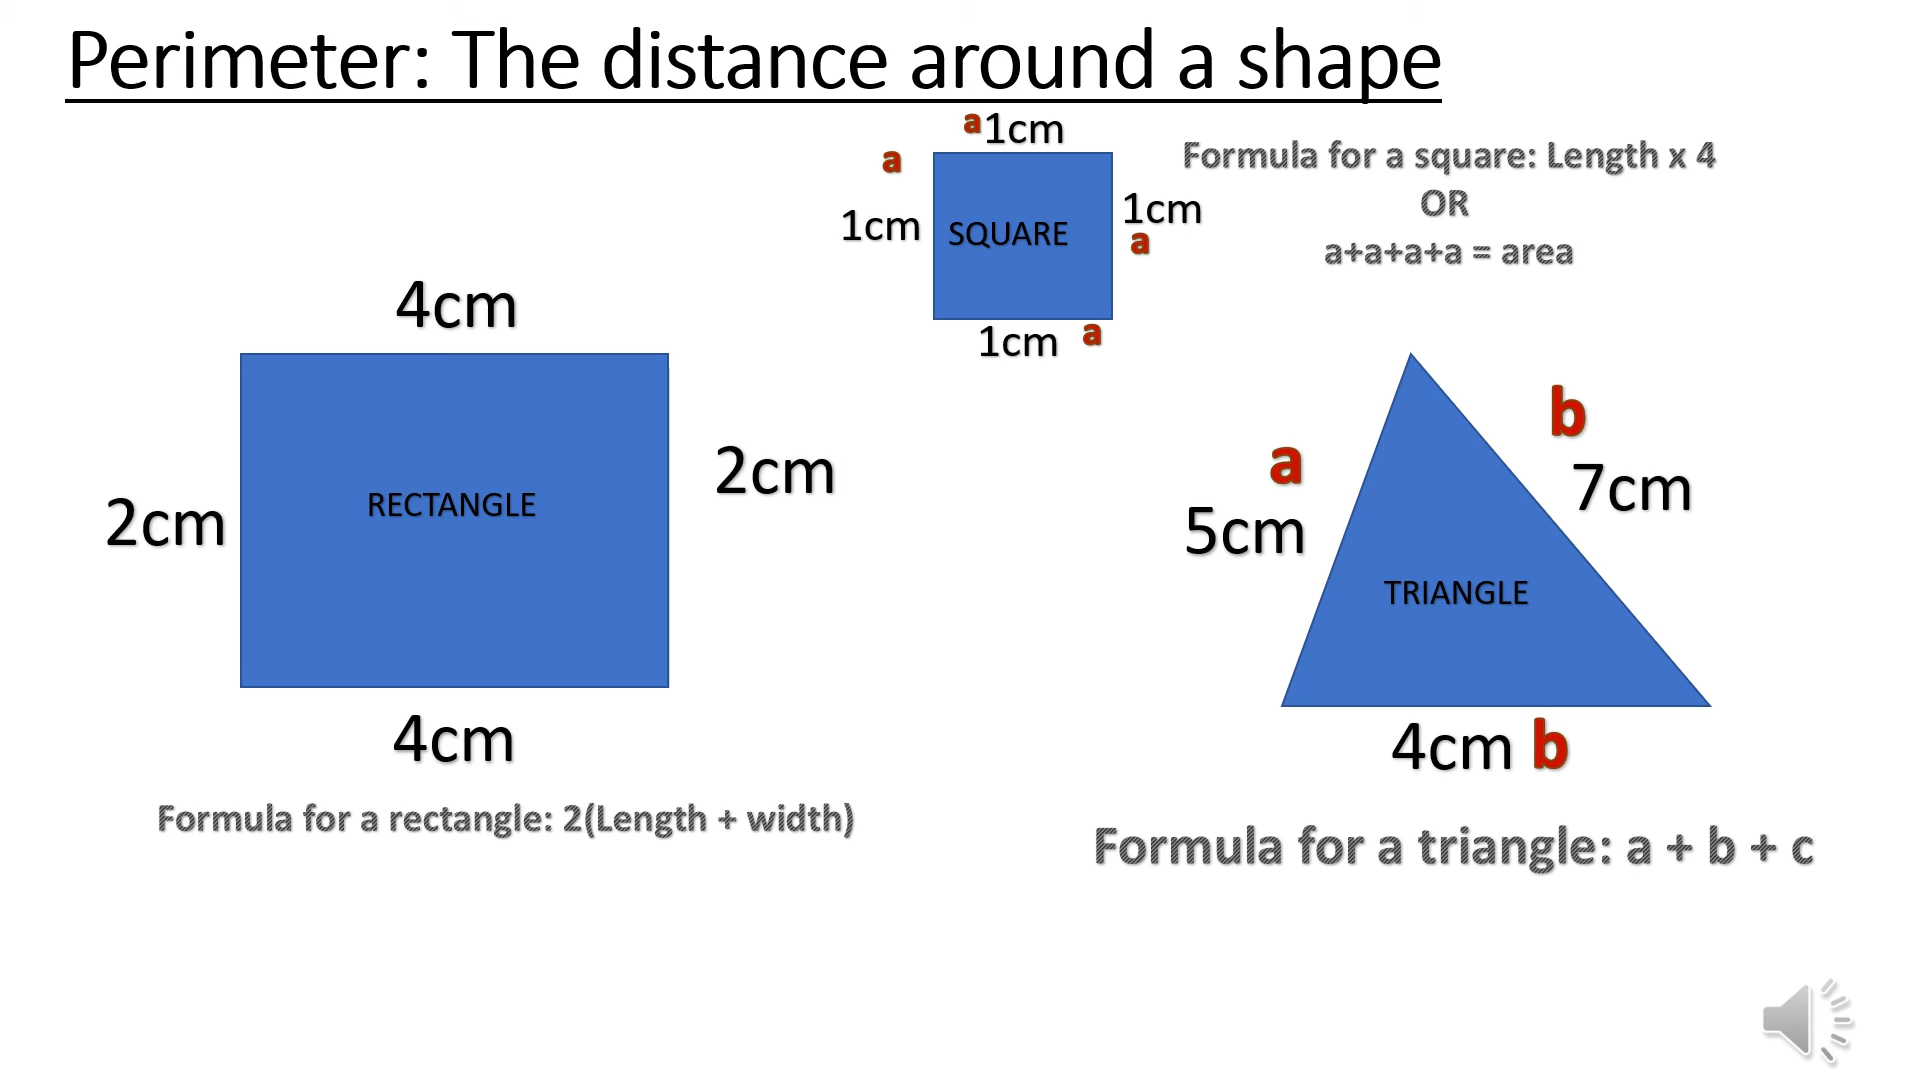 Perimeter: The distance around a shape
a 1cm
a
1cm
SQUARE
1cm
a
1cm a
Formula for a square: Length x 4
OR
a+a+a+a = area
4cm
2cm
RECTANGLE
2cm
4cm
Formula for a rectangle: 2(Length + width)
a
5cm
b
7cm
TRIANGLE
4cm b
Formula for a triangle: a + b + c